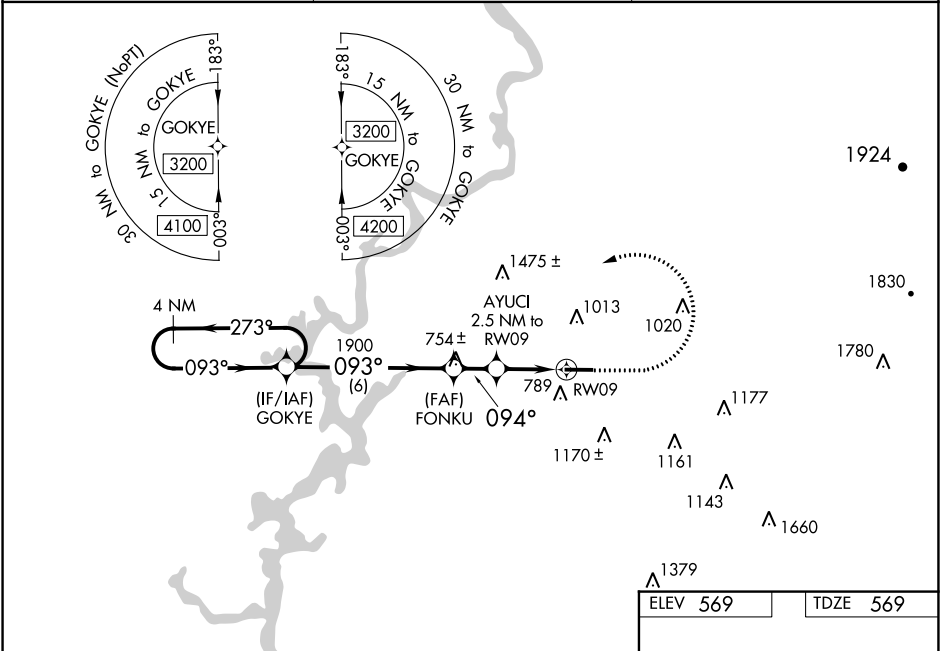 30 NM to GOKYE (NoPT)
15 NM to GOKYE
183°
GOKYE
3200
4100
003°
183°
15 NM to GOKYE
30 NM to GOKYE
3200
GOKYE
4200
003°
1924
1830
1780
1475 ±
1013
1020
AYUCI
2.5 NM to
RW09
754 ±
4 NM
273°
093°
1900
093°
(6)
(IF/IAF)
GOKYE
(FAF)
FONKU
094°
789
RW09
1177
1170 ±
1161
1143
1660
1379
ELEV 569
TDZE 569